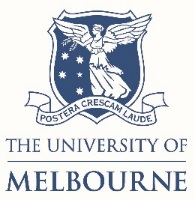 POSTERA CRESCAM LAUDE
THE UNIVERSITY OF
MELBOURNE